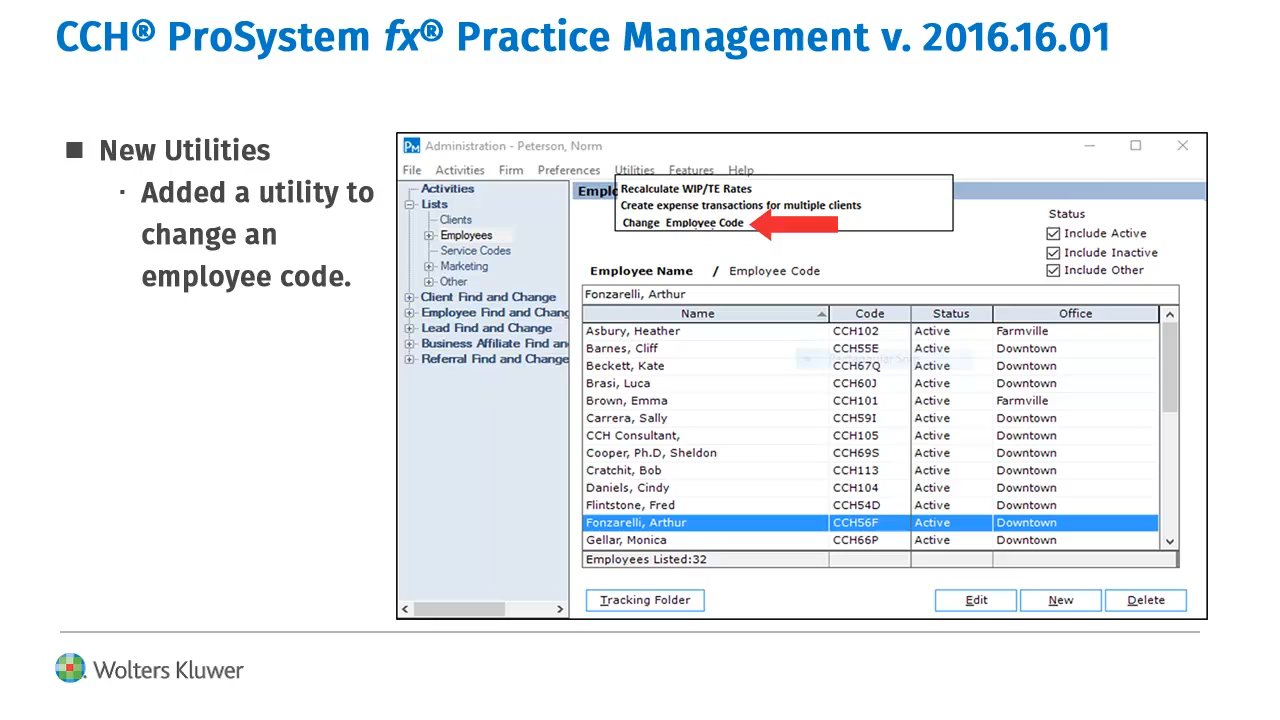 CCH® ProSystem fx® Practice Management v. 2016.16.01
New Utilities
Added a utility to
change an
employee code.
Administration - Peterson, Norm
File Activities Firm Preferences Utilities Features Help
Recalculate WIP/TE Rates
Create expense transactions for multiple clients
Change Employee Code
Activities
Lists
Clients
Employees
Service Codes
Marketing
Other
Client Find and Change
Employee Find and Chang
Lead Find and Change
Business Affiliate Find an
Referral Find and Change
Emplo
Status
Include Active
Include Inactive
Include Other
Employee Name / Employee Code
Fonzarelli, Arthur
Name Code Status Office
Asbury, Heather CCH102 Active Farmville
Barnes, Cliff CCH55E Active Downtown
Beckett, Kate CCH67Q Active Downtown
Brasi, Luca CCH60J Active Downtown
Brown, Emma CCH101 Active Farmville
Carrera, Sally CCH59I Active Downtown
CCH Consultant, CCH105 Active Downtown
Cooper, Ph.D, Sheldon CCH69S Active Downtown
Cratchit, Bob CCH113 Active Downtown
Daniels, Cindy CCH104 Active Downtown
Flintstone, Fred CCH54D Active Downtown
Fonzarelli, Arthur CCH56F Active Downtown
Gellar, Monica CCH66P Active Downtown
Employees Listed:32
Tracking Folder Edit New Delete
Wolters Kluwer